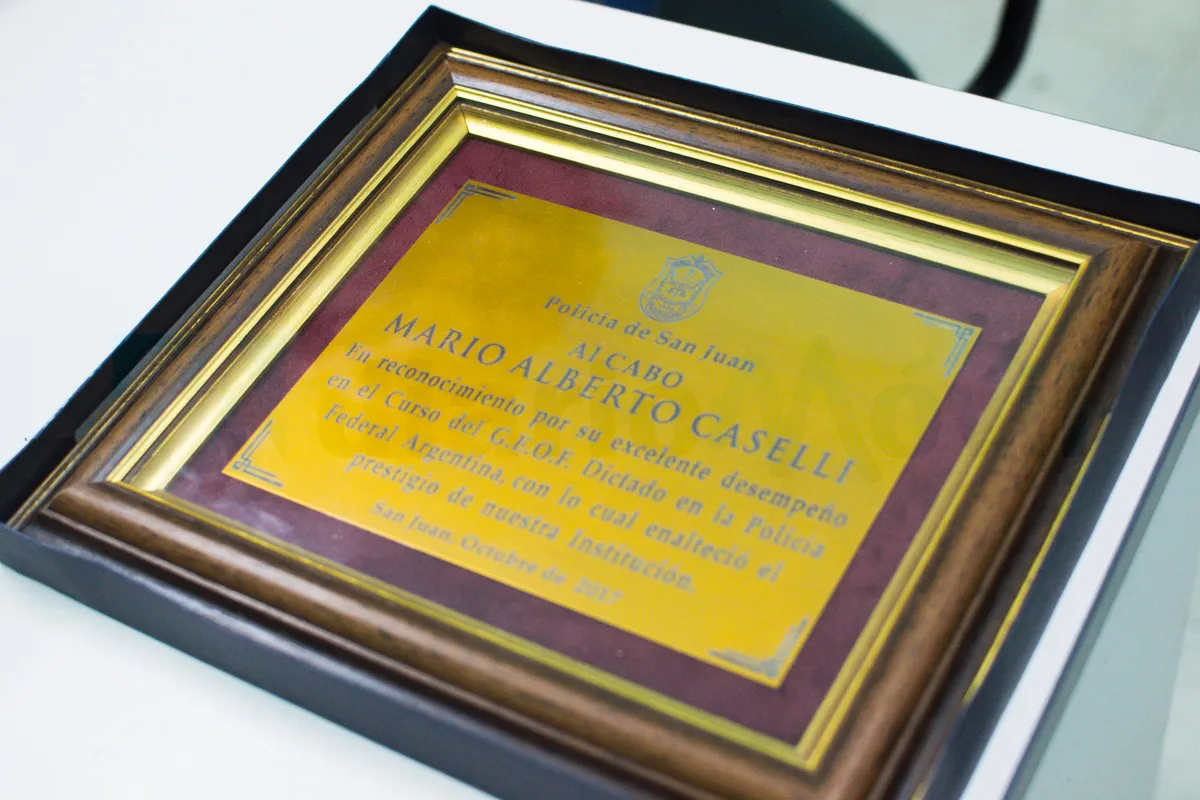 Policía de San Juan
Al CABO
MARIO ALBERTO CASELLI
En reconocimiento por su excelente desempeño
en el Curso del G.E.O.F. Dictado en la Policía
Federal Argentina, con lo cual enalteció el
prestigio de nuestra Institución.
San Juan, Octubre de 2017